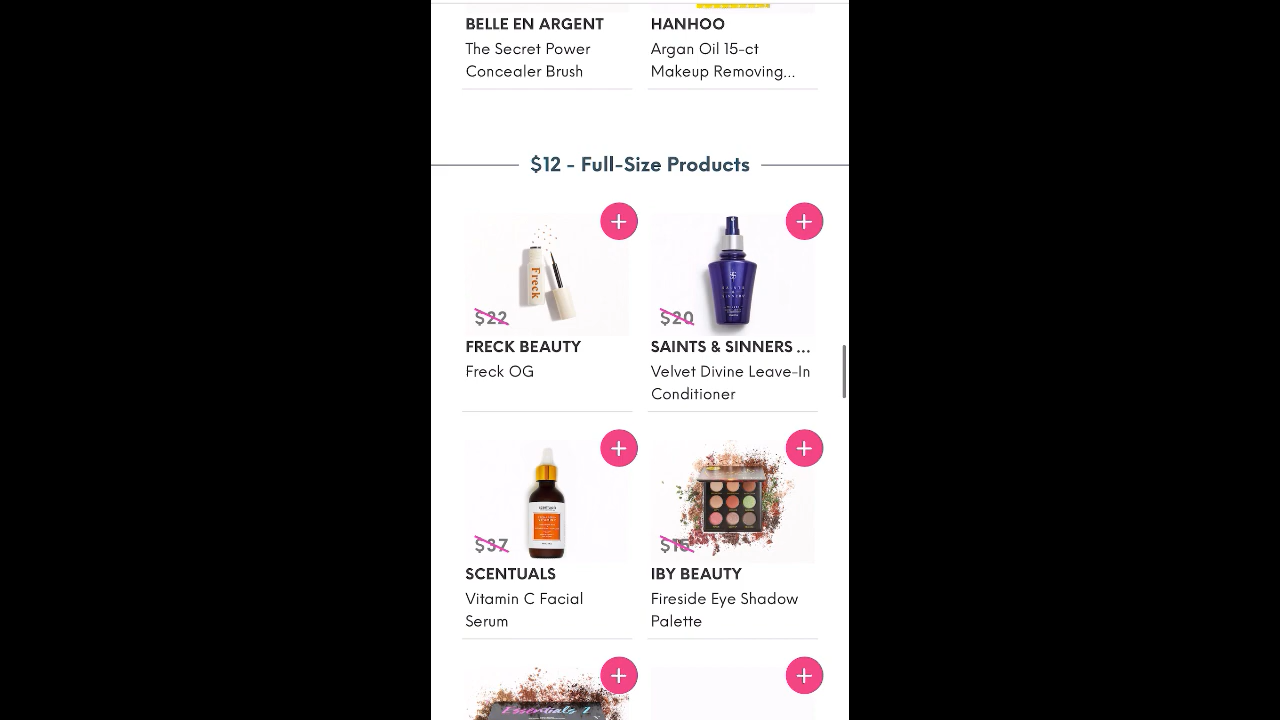 BELLE EN ARGENT
The Secret Power
Concealer Brush
HANHOO
Argan Oil 15-ct
Makeup Removing...
$12 - Full-Size Products
Freck
$22
FRECK BEAUTY
Freck OG
$20
SAINTS & SINNERS ...
Velvet Divine Leave-In
Conditioner
$37
SCENTUALS
Vitamin C Facial
Serum
IBY BEAUTY
Fireside Eye Shadow
Palette
Essentials